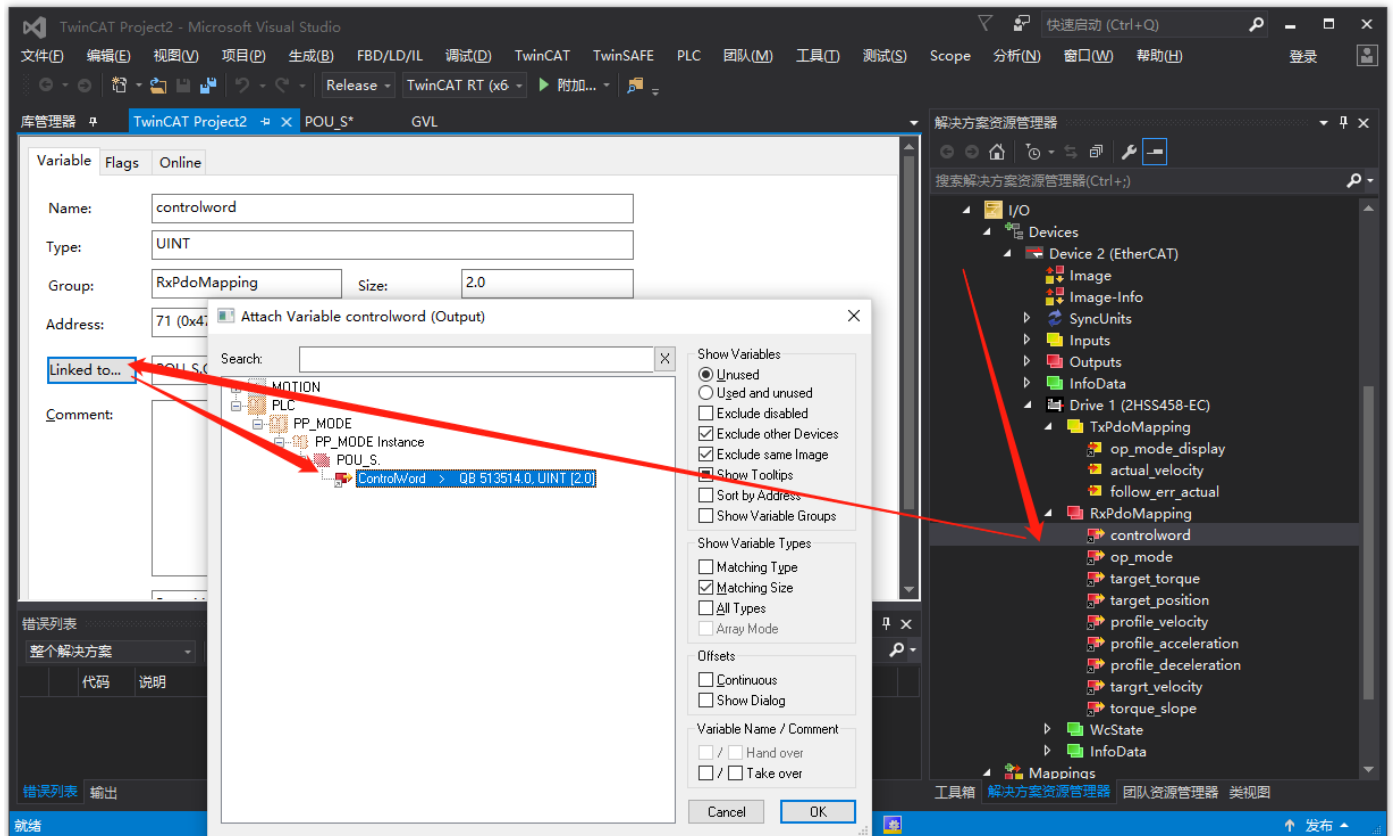 TwinCAT Project2 - Microsoft Visual Studio
快速启动 (Ctrl+Q)
文件(F) 编辑(E) 视图(V) 项目(P) 生成(B) FBD/LD/IL 调试(D) TwinCAT TwinSAFE PLC 团队(M) 工具(T) 测试(S) Scope 分析(N) 窗口(W) 帮助(H) 登录
Release TwinCAT RT (x6 附加...
库管理器 TwinCAT Project2 POU_S* GVL
Variable Flags Online
Name: controlword
Type: UINT
Group: RxPdoMapping Size: 2.0
Address: 71 (0x47
Linked to... POU_S.
Comment:
Attach Variable controlword (Output)
Search:
MOTION
PLC
PP_MODE
PP_MODE Instance
POU_S.
ControlWord > QB 513514.0, UINT [2.0]
Show Variables
Unused
Used and unused
Exclude disabled
Exclude other Devices
Exclude same Image
Show Tooltips
Sort by Address
Show Variable Groups
Show Variable Types
Matching Type
Matching Size
All Types
Array Mode
Offsets
Continuous
Show Dialog
Variable Name / Comment
/ Hand over
/ Take over
Cancel OK
错误列表
整个解决方案
代码 说明
错误列表 输出
就绪
解决方案资源管理器
搜索解决方案资源管理器(Ctrl+;)
I/O
Devices
Device 2 (EtherCAT)
Image
Image-Info
SyncUnits
Inputs
Outputs
InfoData
Drive 1 (2HSS458-EC)
TxPdoMapping
op_mode_display
actual_velocity
follow_err_actual
RxPdoMapping
controlword
op_mode
target_torque
target_position
profile_velocity
profile_acceleration
profile_deceleration
targrt_velocity
torque_slope
WcState
InfoData
Mappings
工具箱 解决方案资源管理器 团队资源管理器 类视图
发布